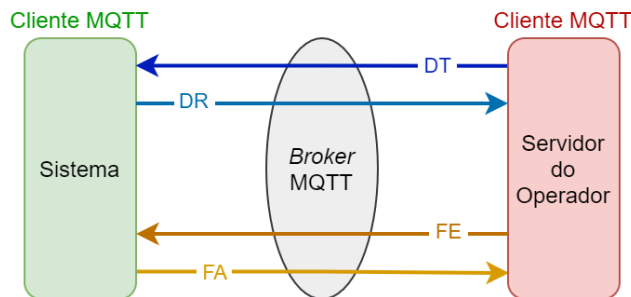 Cliente MQTT
Cliente MQTT
DT
DR
Sistema
Broker
MQTT
Servidor
do
Operador
FE
FA